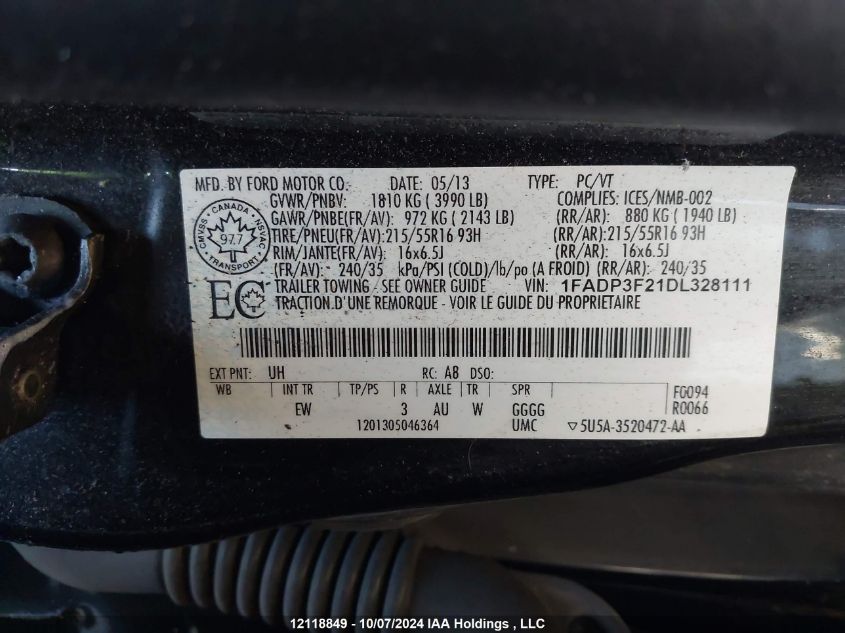 MFD. BY FORD MOTOR CO. DATE: 05/13 TYPE: PC/VT
GVWR/PNBV: 1810 KG ( 3990 LB) COMPLIES: ICES/NMB-002
GAWR/PNBE(FR/AV): 972 KG ( 2143 LB) (RR/AR): 880 KG ( 1940 LB)
TIRE/PNEU(FR/AV): 215/55R16 93H (RR/AR): 215/55R16 93H
RIM/JANTE(FR/AV): 16x6.5J (RR/AR): 16x6.5J
(FR/AV): 240/35 kPa/PSI (COLD)/lb/po (A FROID) (RR/AR): 240/35
TRAILER TOWING - SEE OWNER GUIDE VIN: 1FADP3F21DL328111
TRACTION D'UNE REMORQUE - VOIR LE GUIDE DU PROPRIETAIRE
CMVSS - CANADA - NSVAC
977
TRANSPORT
EC
EXT PNT: UH RC: A8 DSO:
WB INT TR TP/PS R AXLE TR SPR F0094
EW 3 AU W GGGG R0066
1201305046364 UMC ▽5U5A-3520472-AA
12118849 - 10/07/2024 IAA Holdings , LLC